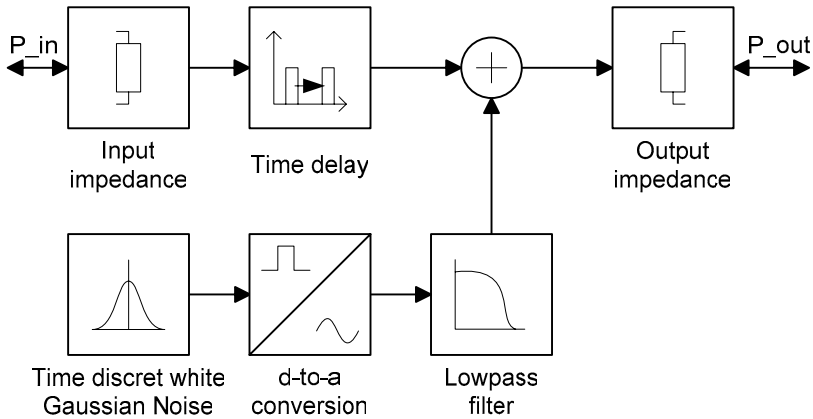 P_in
P_out
Input
impedance
Time delay
Output
impedance
Time discret white
Gaussian Noise
d-to-a
conversion
Lowpass
filter